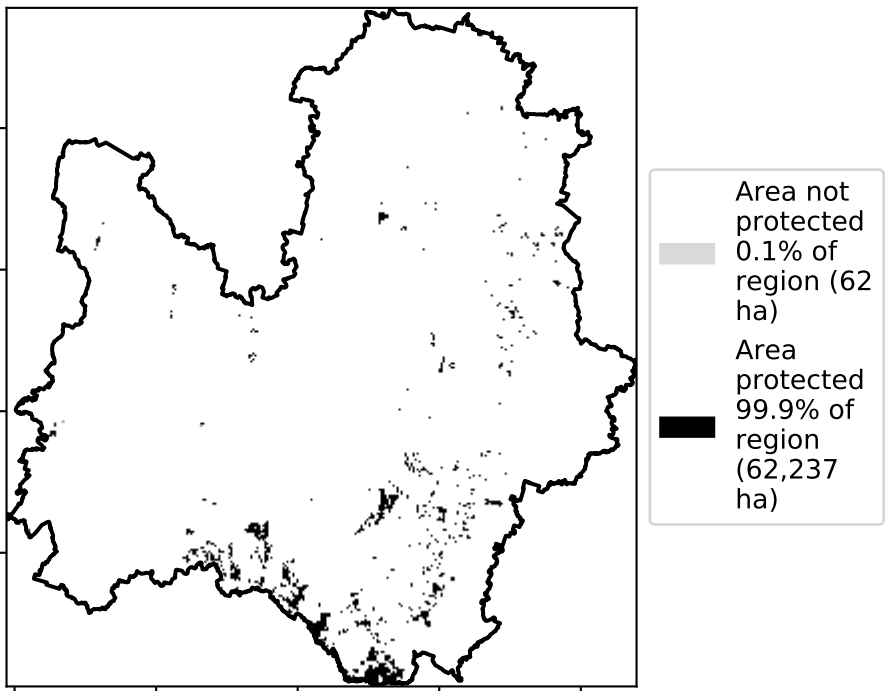 Area not
protected
0.1% of
region (62
ha)
Area
protected
99.9% of
region
(62,237
ha)